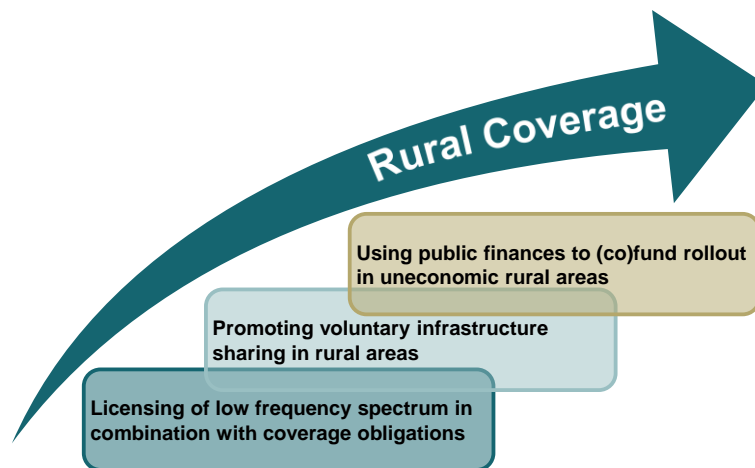 Rural Coverage
Using public finances to (co)fund rollout
in uneconomic rural areas
Promoting voluntary infrastructure
sharing in rural areas
Licensing of low frequency spectrum in
combination with coverage obligations